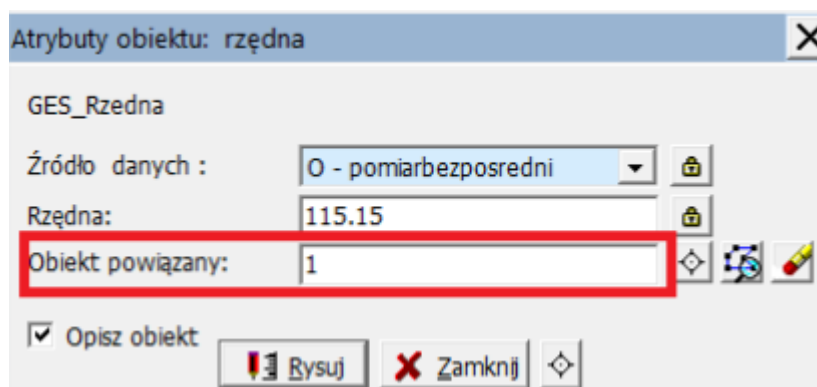 Atrybuty obiektu: rzędna
GES_Rzedna
Źródło danych : O - pomiarbezposredni
Rzędna: 115.15
Obiekt powiązany: 1
Opisz obiekt
Rysuj Zamknij